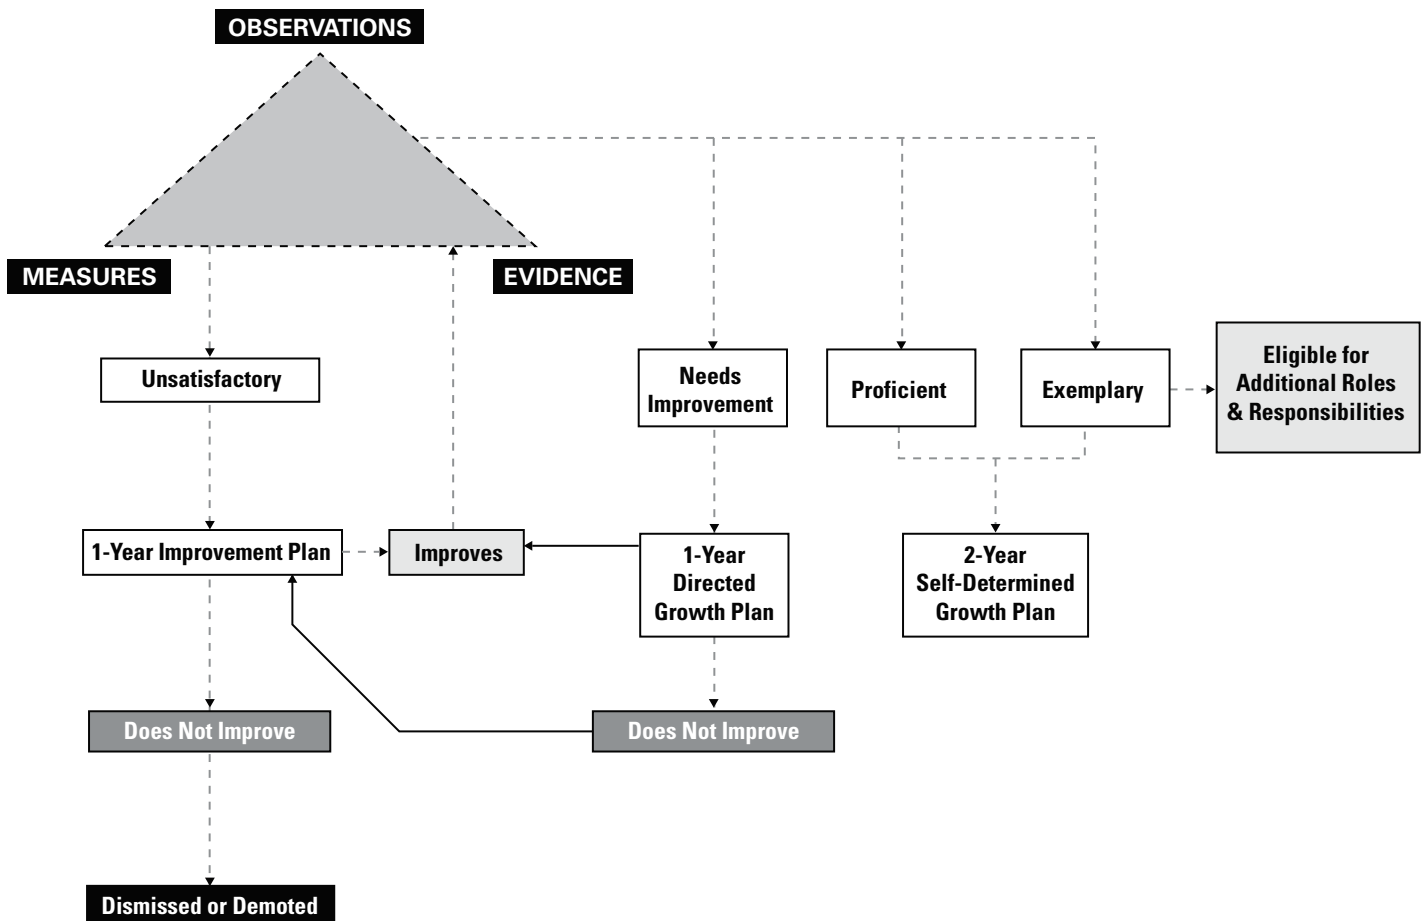 OBSERVATIONS
MEASURES
EVIDENCE
Unsatisfactory
Needs
Improvement
Proficient
Exemplary
Eligible for
Additional Roles
& Responsibilities
1-Year Improvement Plan
Improves
1-Year
Directed
Growth Plan
2-Year
Self-Determined
Growth Plan
Does Not Improve
Does Not Improve
Dismissed or Demoted